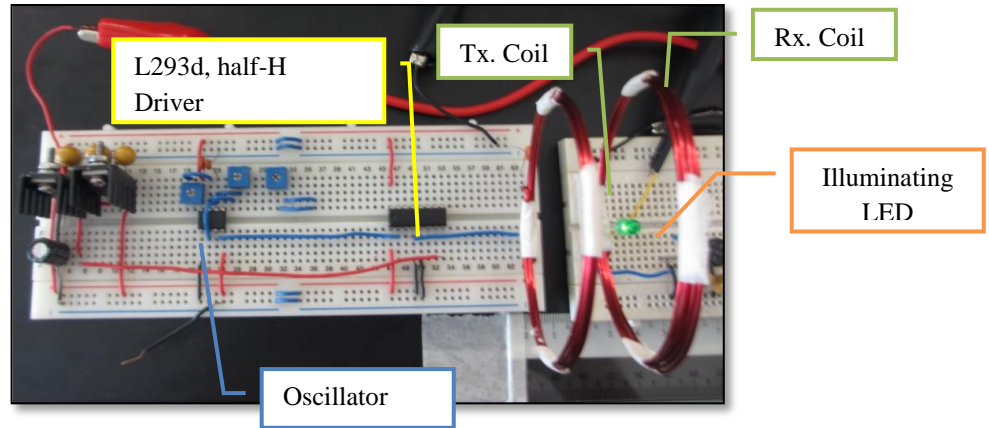 L293d, half-H
Driver
Tx. Coil
Rx. Coil
Illuminating
LED
Oscillator